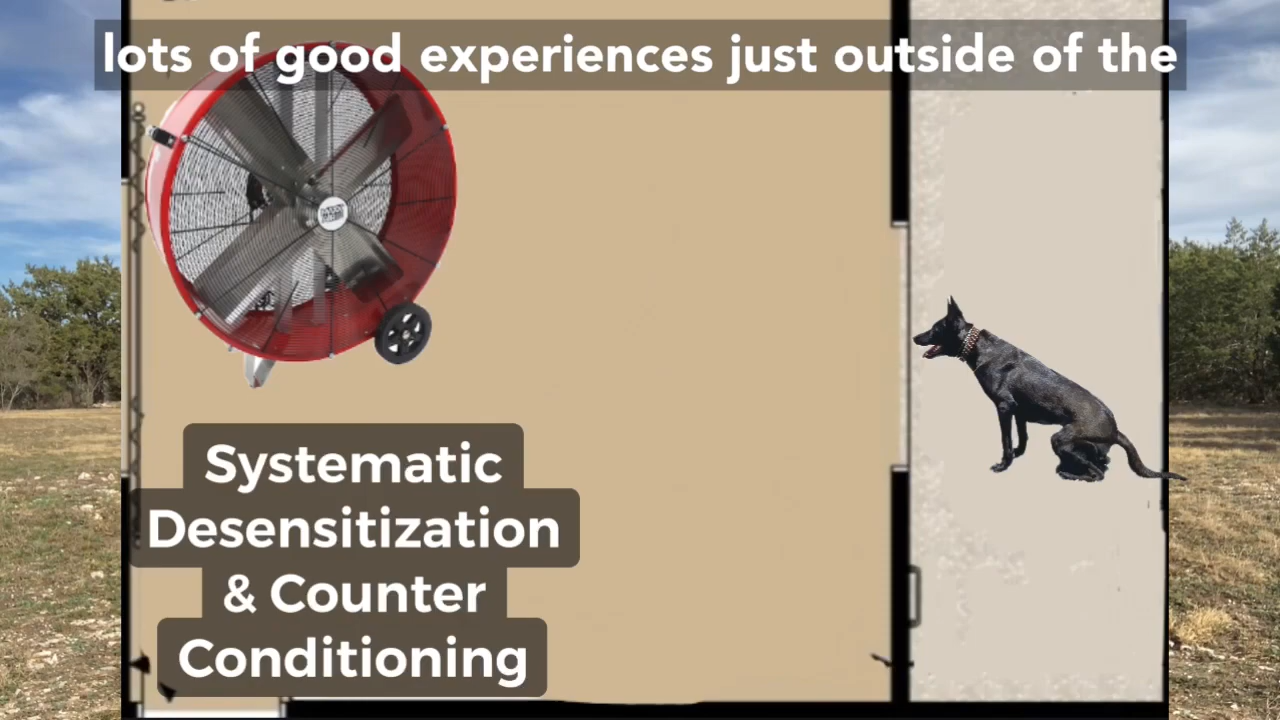 lots of good experiences just outside of the
Systematic
Desensitization
& Counter
Conditioning